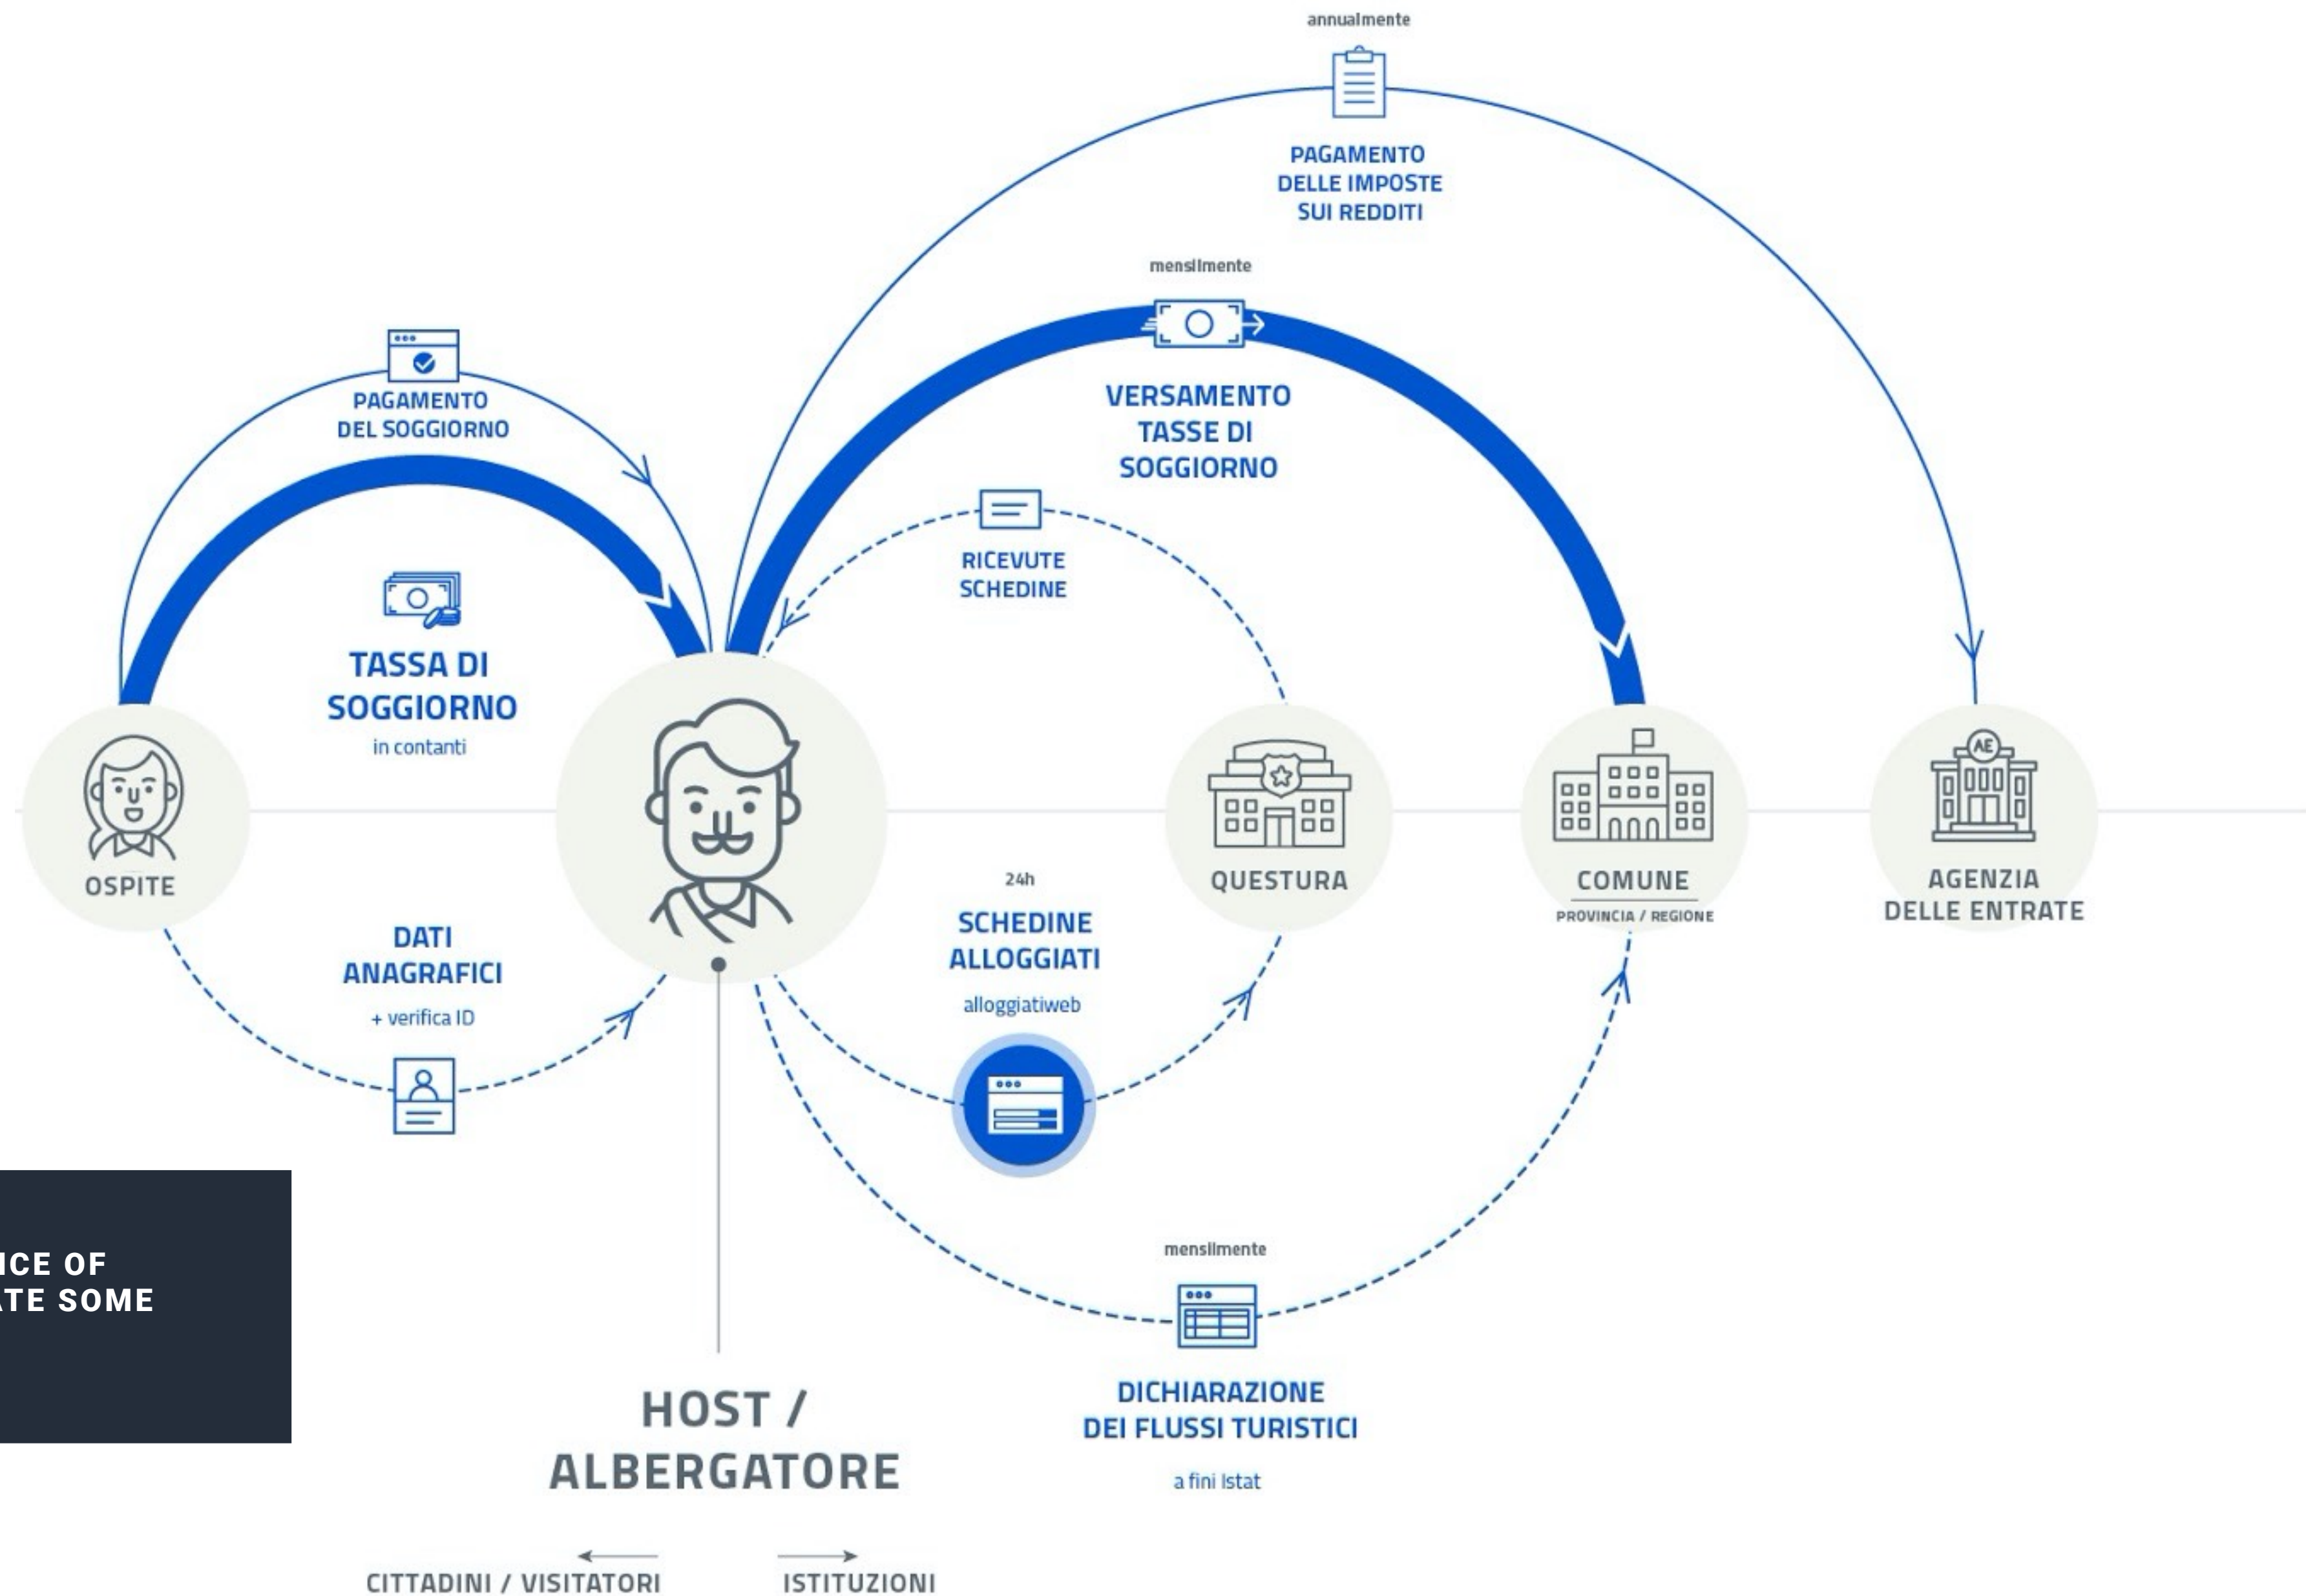 annualmente
PAGAMENTO
DELLE IMPOSTE
SUI REDDITI
mensilmente
VERSAMENTO
TASSE DI
SOGGIORNO
PAGAMENTO
DEL SOGGIORNO
RICEVUTE
SCHEDINE
TASSA DI
SOGGIORNO
in contanti
OSPITE
QUESTURA
COMUNE
PROVINCIA / REGIONE
AE
AGENZIA
DELLE ENTRATE
DATI
ANAGRAFICI
+ verifica ID
24h
SCHEDINE
ALLOGGIATI
alloggiatiweb
OF
SOME
mensilmente
DICHIARAZIONE
DEI FLUSSI TURISTICI
a fini Istat
HOST /
ALBERGATORE
CITTADINI / VISITATORI
ISTITUZIONI